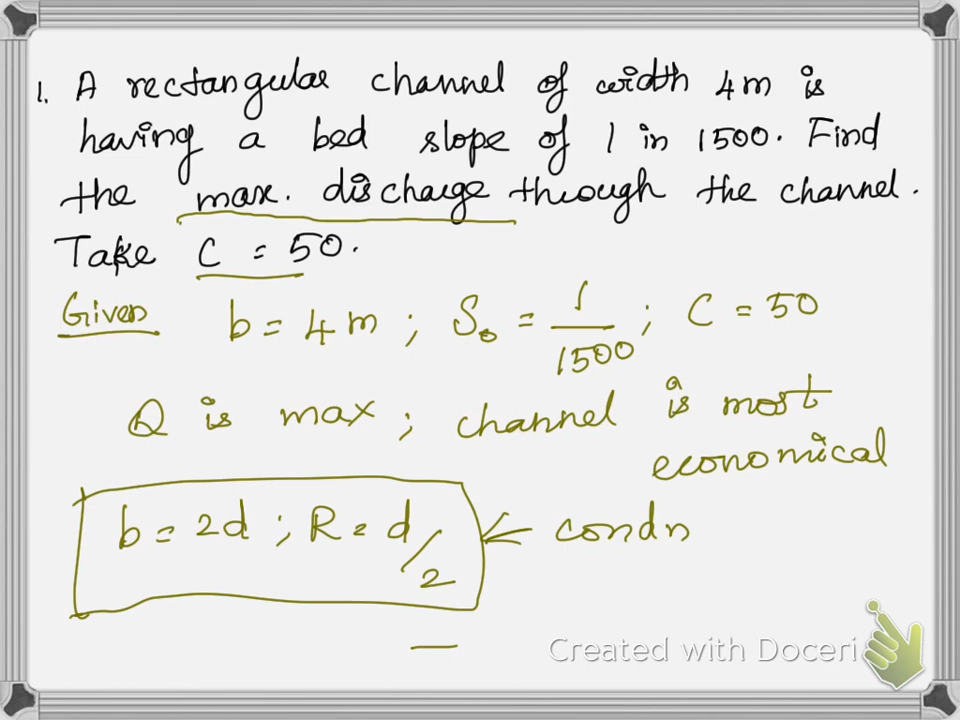 1. A rectangular channel of width 4m is
having a bed slope of 1 in 1500. Find
the max. discharge through the channel.
Take C = 50.
Given b = 4m ; S₀ = 1/1500 ; C = 50
Q is max ; channel is most
economical
b = 2d ; R = d/2 ← condn
Created with Doceri